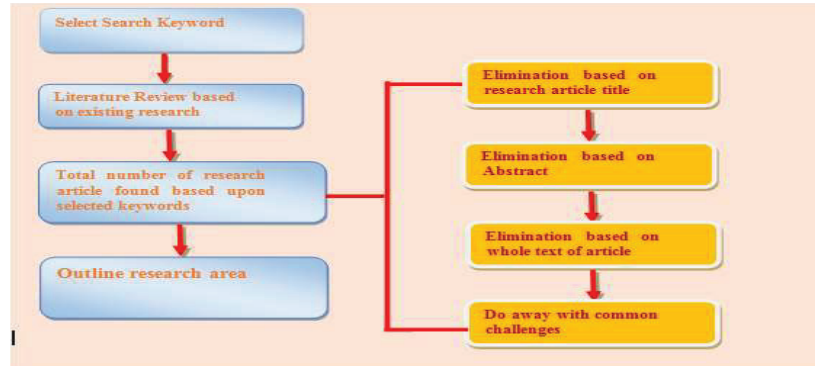 Select Search Keyword
Literature Review based
on existing research
Total number of research
article found based upon
selected keywords
Outline research area
Elimination based on
research article title
Elimination based on
Abstract
Elimination based on
whole text of article
Do away with common
challenges
I